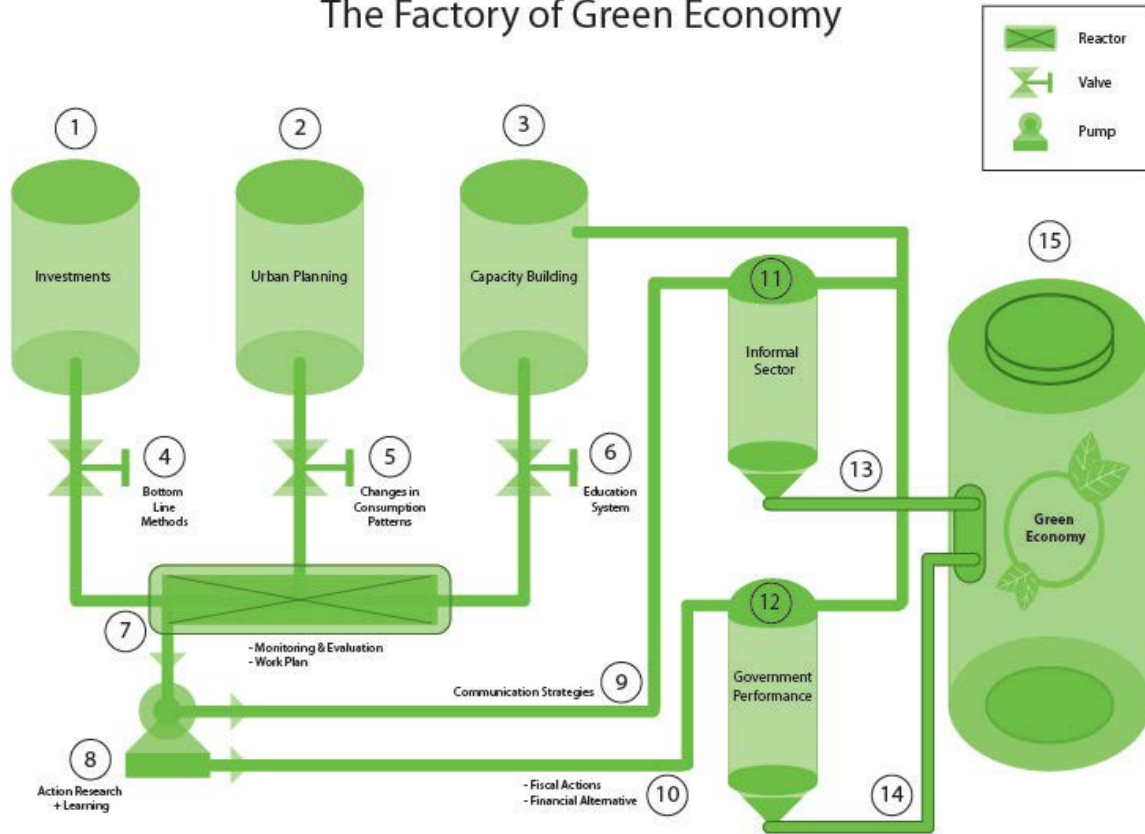 The Factory of Green Economy
Reactor
Valve
Pump
1
2
3
Investments
Urban Planning
Capacity Building
4
Bottom
Line
Methods
5
Changes in
Consumption
Patterns
6
Education
System
7
- Monitoring & Evaluation
- Work Plan
8
Action Research
+ Learning
Communication Strategies
9
- Fiscal Actions
- Financial Alternative
10
11
Informal
Sector
12
Government
Performance
13
14
15
Green
Economy